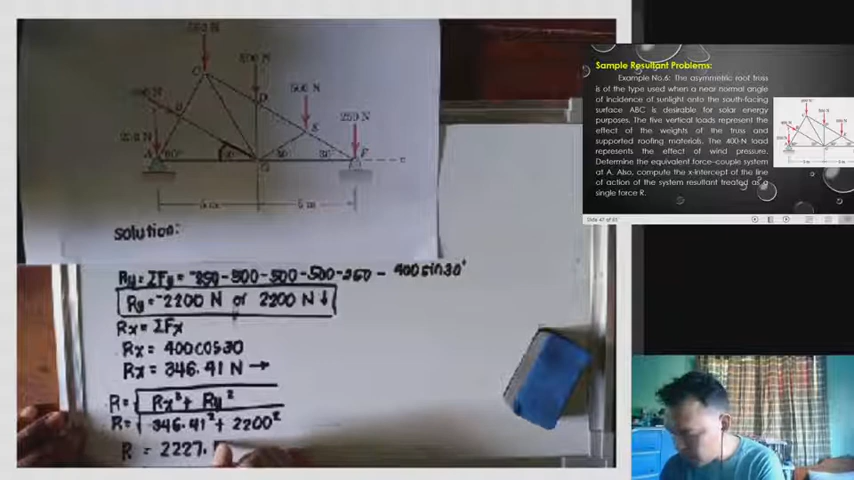 500 N
C
500 N
400 N
B
D
500 N
E
250 N
250 N
A
60°
30°
60°
30°
F
G
x
5 m
5 m
Solution:
Ry = ΣFy = -250-500-500-500-250 - 400sin30°
Ry = -2200 N or 2200 N ↓
Rx = ΣFx
Rx = 400cos30
Rx = 346.41 N →
R = √Rx² + Ry²
R = √346.41² + 2200²
R = 2227.
Sample Resultant Problems:
Example No.6: The asymmetric roof truss
is of the type used when a near normal angle
of incidence of sunlight onto the south-facing
surface ABC is desirable for solar energy
purposes. The five vertical loads represent the
effect of the weights of the truss and
supported roofing materials. The 400-N load
represents the effect of wind pressure.
Determine the equivalent force-couple system
at A. Also, compute the x-intercept of the line
of action of the system resultant treated as a
single force R.